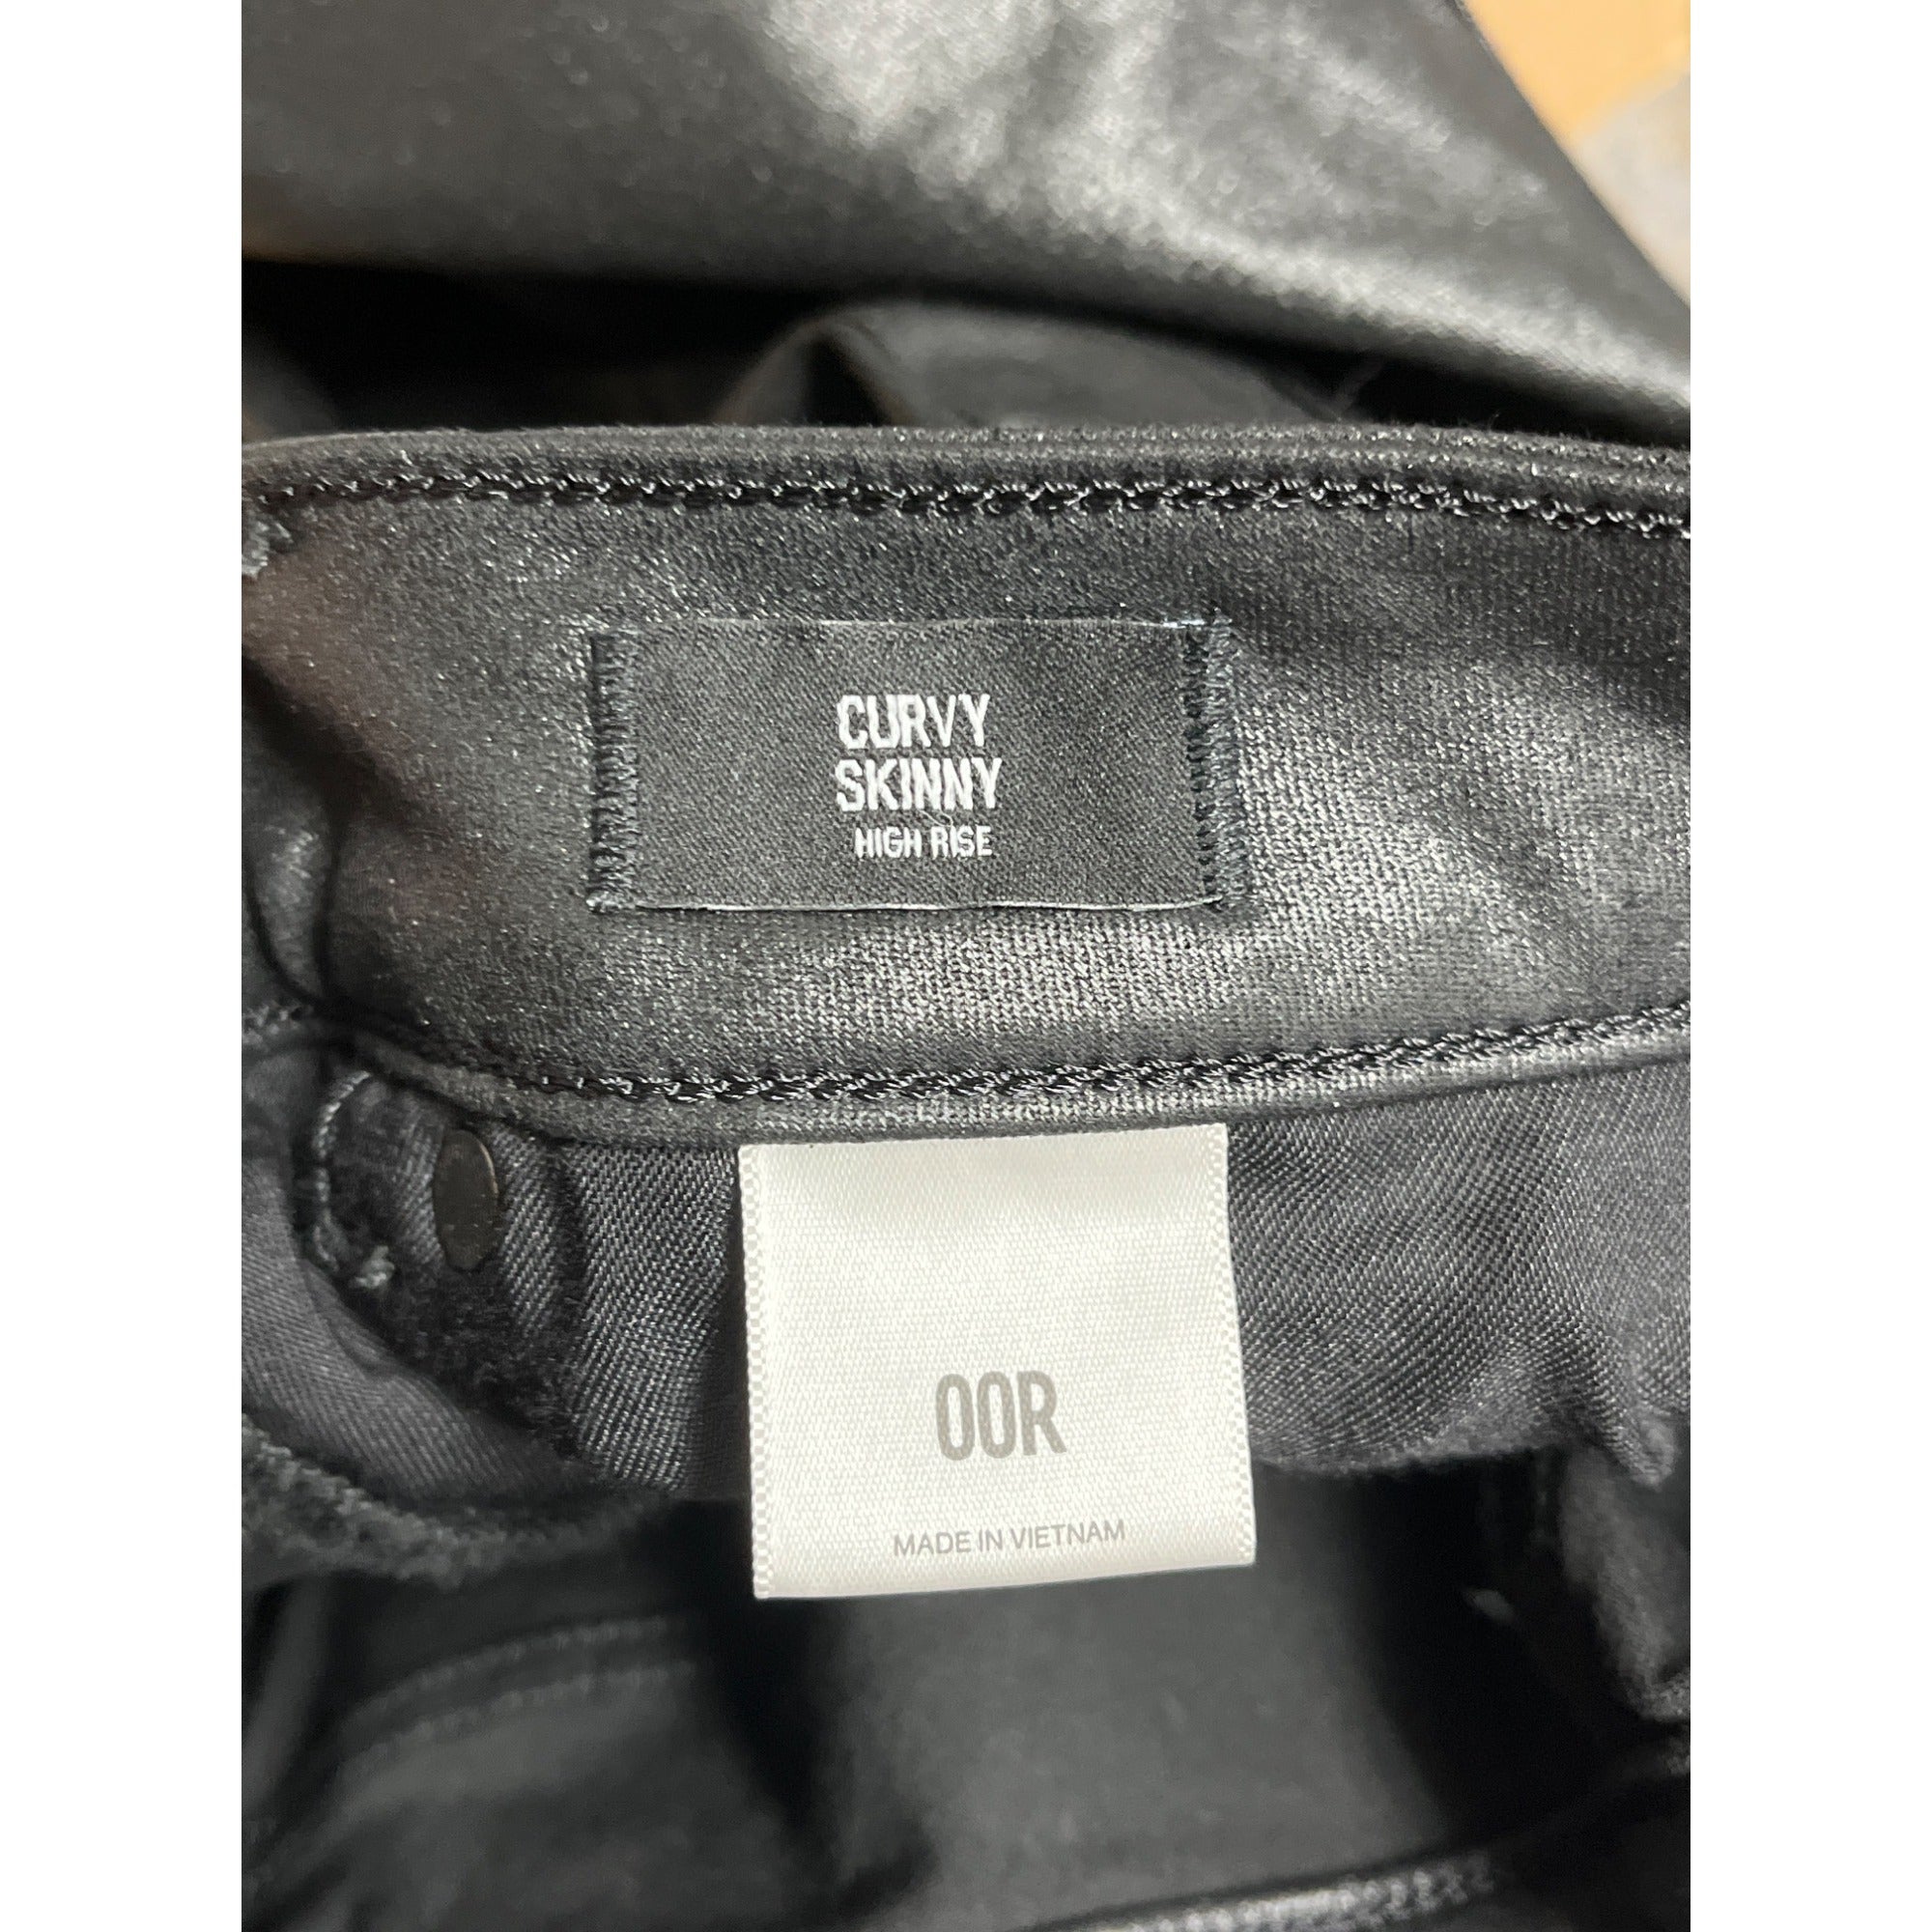 CURVY
SKINNY
HIGH RISE
00R
MADE IN VIETNAM